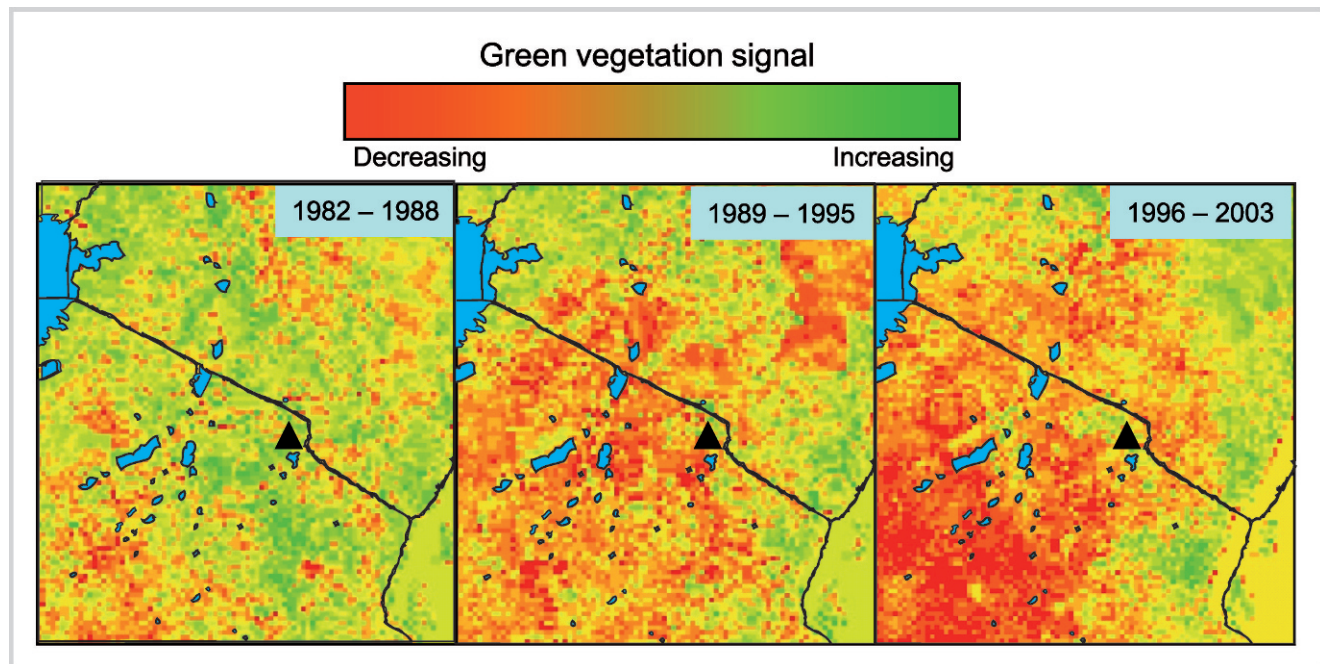 Green vegetation signal
Decreasing
Increasing
1982 – 1988
1989 – 1995
1996 – 2003